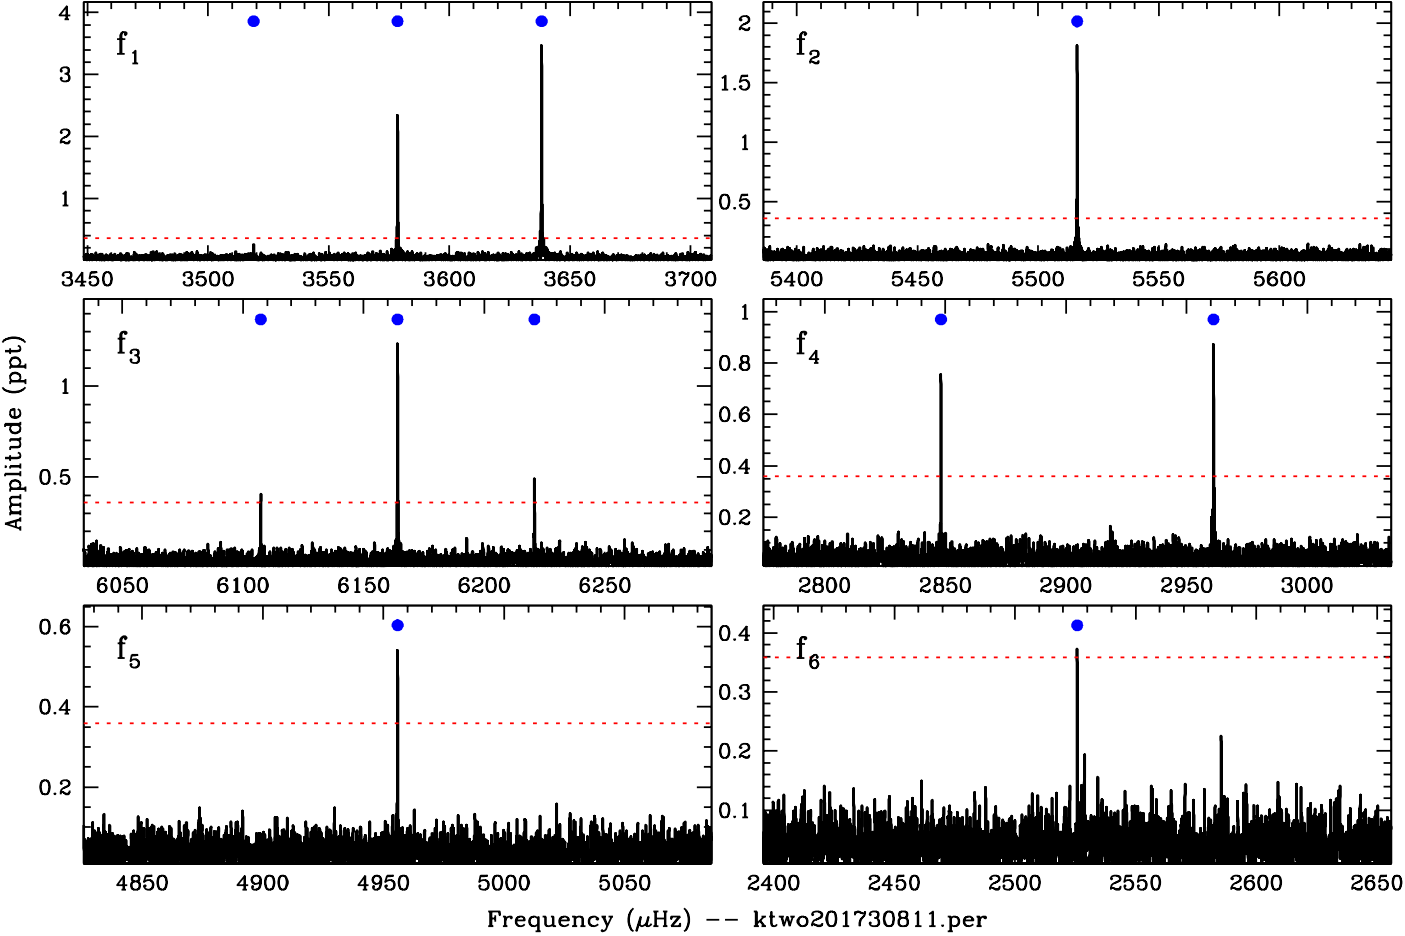 4
3
2
1
f1
3450 3500 3550 3600 3650 3700
2
1.5
1
0.5
f2
5400 5450 5500 5550 5600
1
0.5
f3
6050 6100 6150 6200 6250
1
0.8
0.6
0.4
0.2
f4
2800 2850 2900 2950 3000
0.6
0.4
0.2
f5
4850 4900 4950 5000 5050
0.4
0.3
0.2
0.1
f6
2400 2450 2500 2550 2600 2650
Amplitude (ppt)
Frequency (μHz) -- ktwo201730811.per